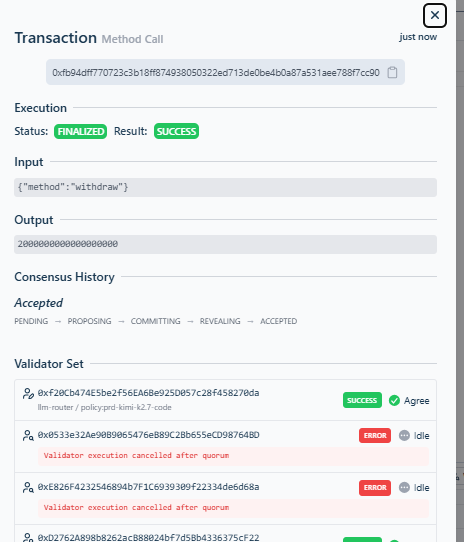 Transaction Method Call
just now
0xfb94dff770723c3b18ff874938050322ed713de0be4b0a87a531aee788f7cc90
Execution
Status: FINALIZED Result: SUCCESS
Input
{"method":"withdraw"}
Output
2000000000000000000
Consensus History
Accepted
PENDING → PROPOSING → COMMITTING → REVEALING → ACCEPTED
Validator Set
0xf20Cb474E5be2f56EA6Be925D057c28f458270da
SUCCESS Agree
llm-router / policy:prd-kimi-k2.7-code
0x0533e32Ae90B9065476eB89C2Bb655eCD98764BD
ERROR Idle
Validator execution cancelled after quorum
0xE826F4232546894b7F1C6939309f22334de6d68a
ERROR Idle
Validator execution cancelled after quorum
0xD2762A898b8262acB88024bf7d5Bb4336375cF22